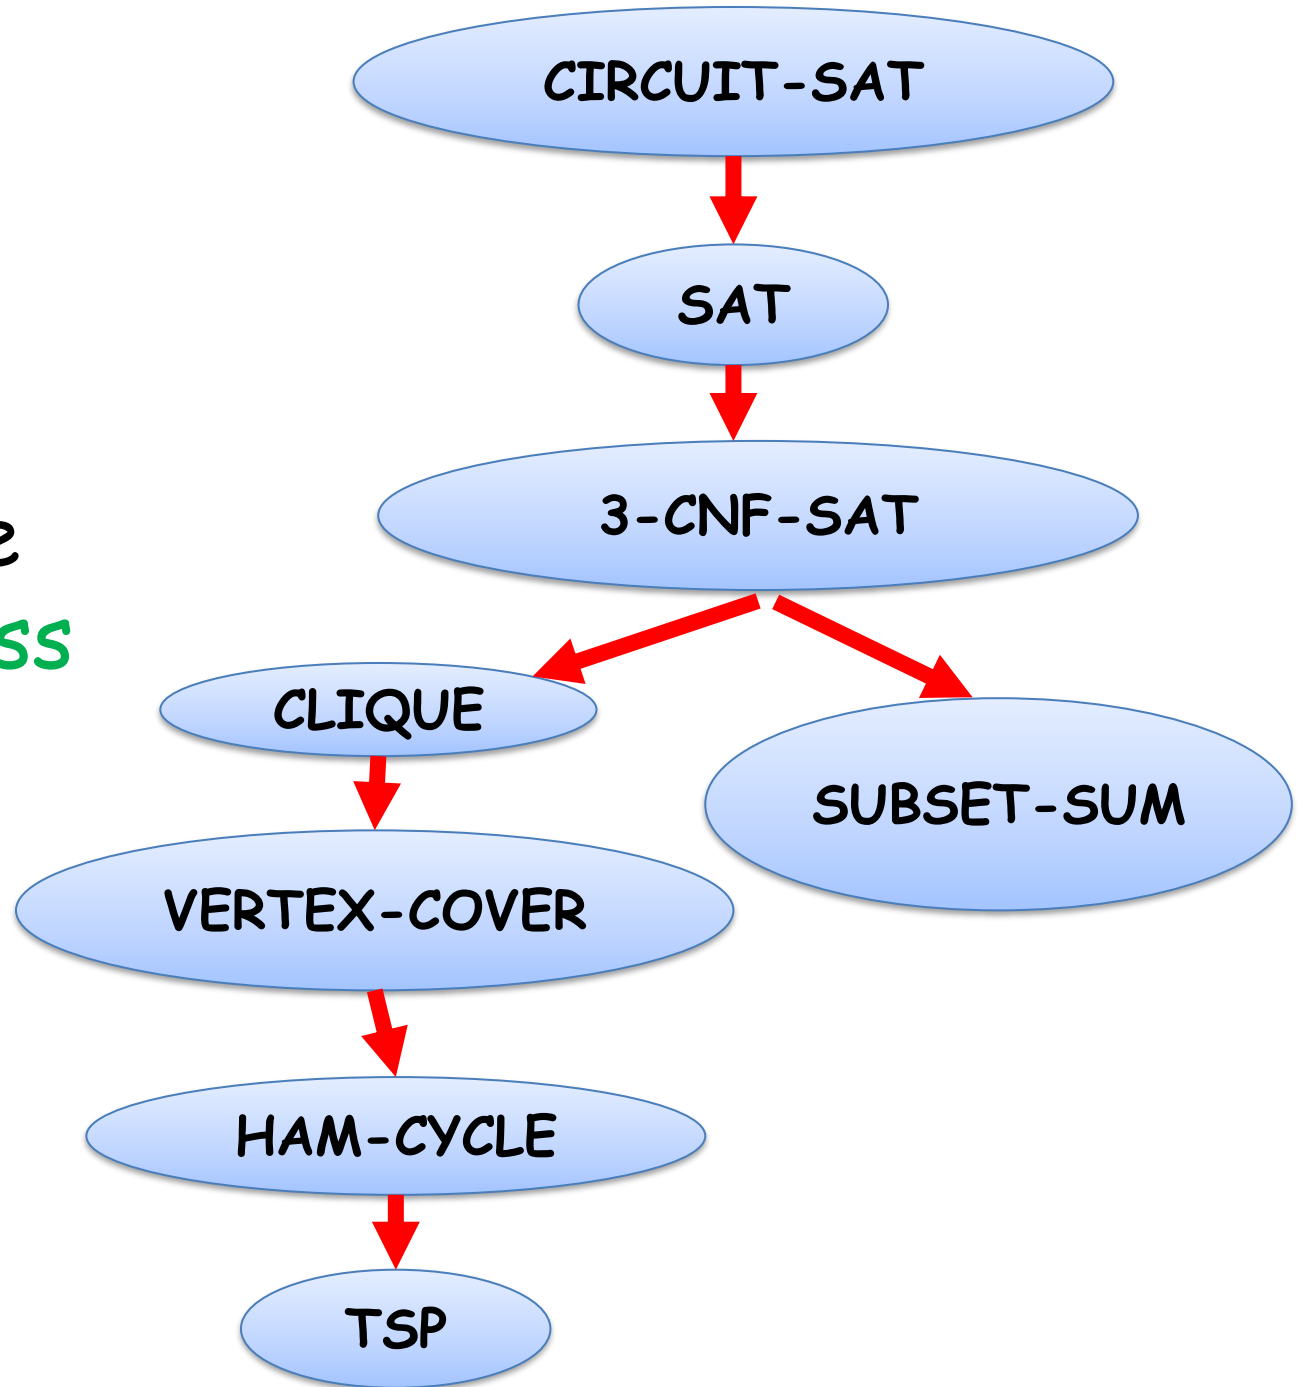 CIRCUIT-SAT
SAT
3-CNF-SAT
CLIQUE
SUBSET-SUM
VERTEX-COVER
HAM-CYCLE
TSP